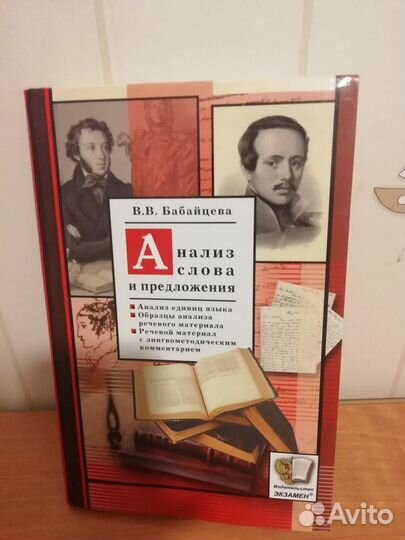 В.В. Бабайцева
Анализ
слова
и предложения
Анализ единиц языка
Образцы анализа
речевого материала
Речевой материал
с лингвометодическим
комментарием
Издательство
ЭКЗАМЕН®
Avito